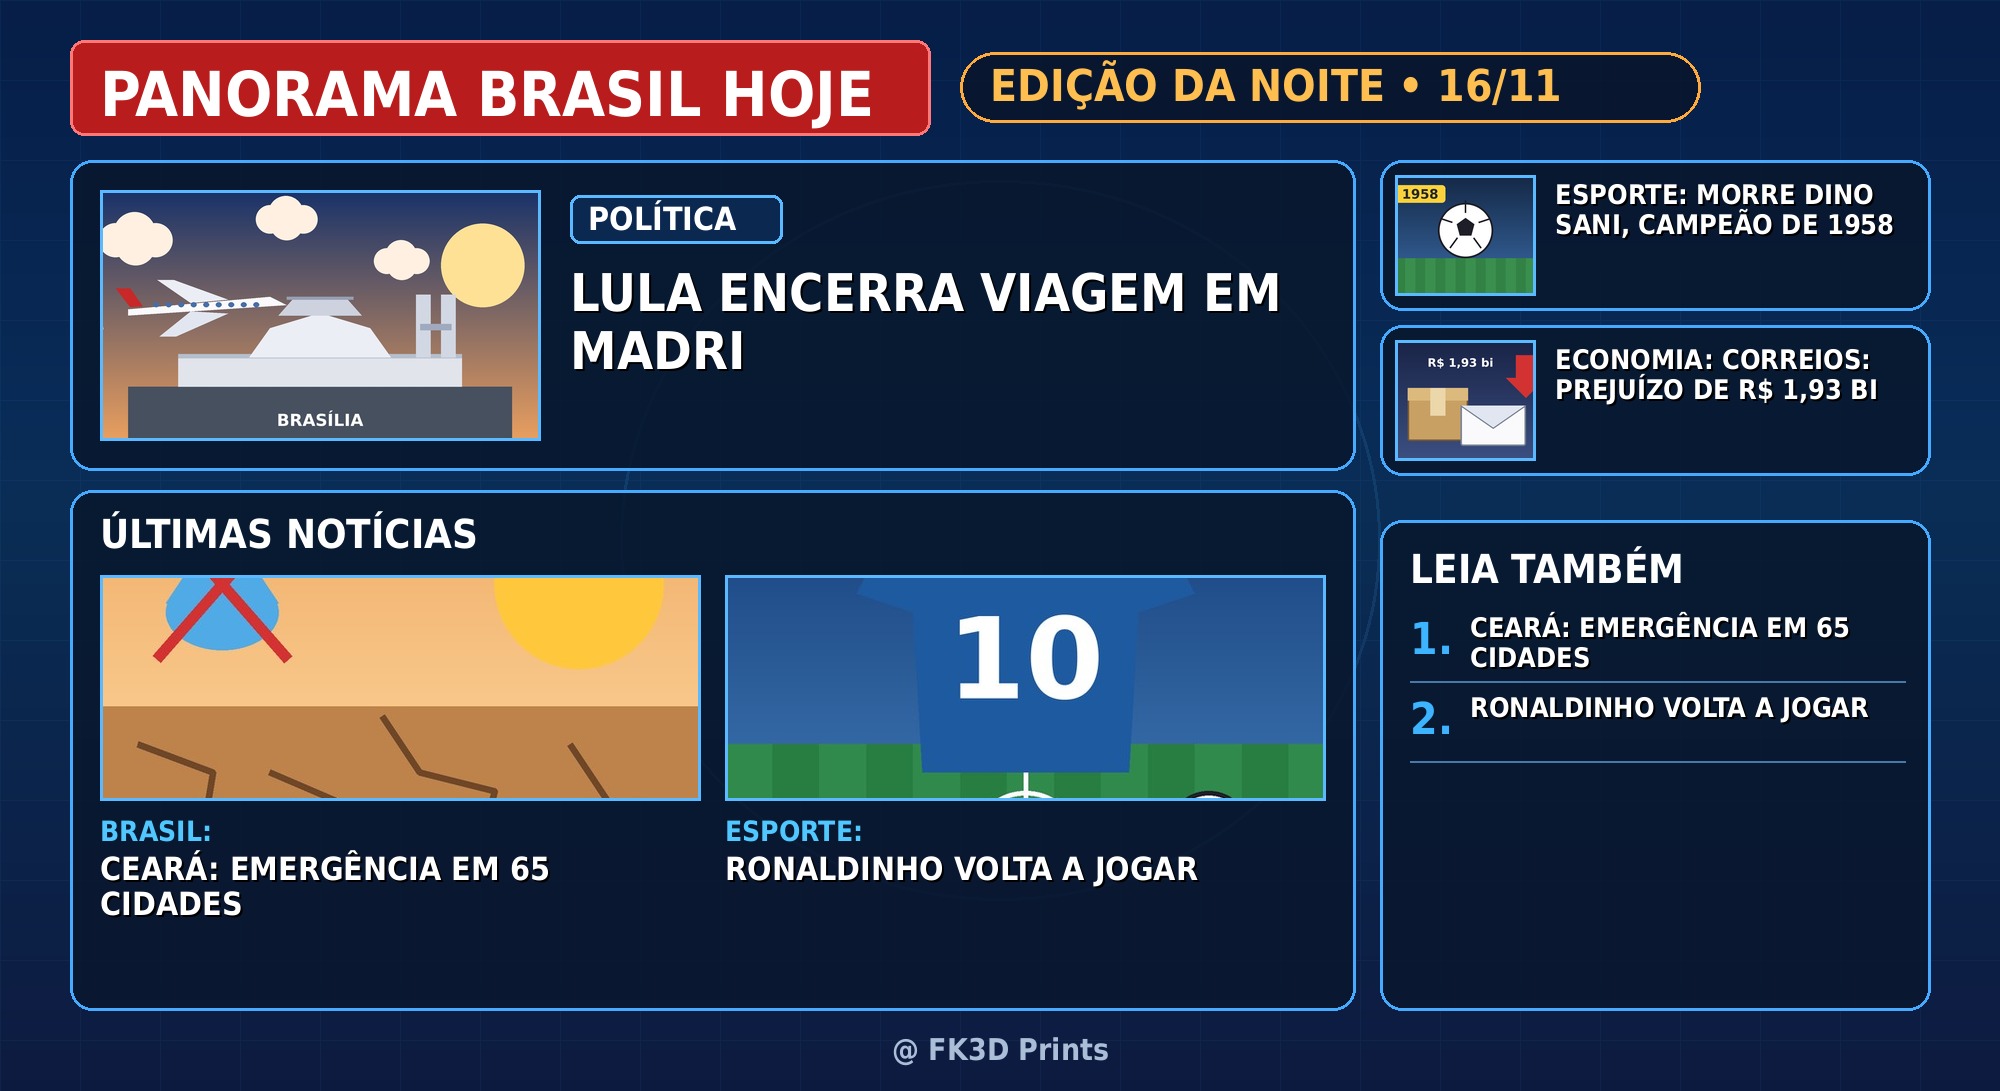 PANORAMA BRASIL HOJE
EDIÇÃO DA NOITE • 16/11
BRASÍLIA
POLÍTICA
LULA ENCERRA VIAGEM EM
MADRI
1958
ESPORTE: MORRE DINO
SANI, CAMPEÃO DE 1958
R$ 1,93 bi
ECONOMIA: CORREIOS:
PREJUÍZO DE R$ 1,93 BI
ÚLTIMAS NOTÍCIAS
BRASIL:
CEARÁ: EMERGÊNCIA EM 65
CIDADES
10
ESPORTE:
RONALDINHO VOLTA A JOGAR
LEIA TAMBÉM
1. CEARÁ: EMERGÊNCIA EM 65
CIDADES
2. RONALDINHO VOLTA A JOGAR
@ FK3D Prints